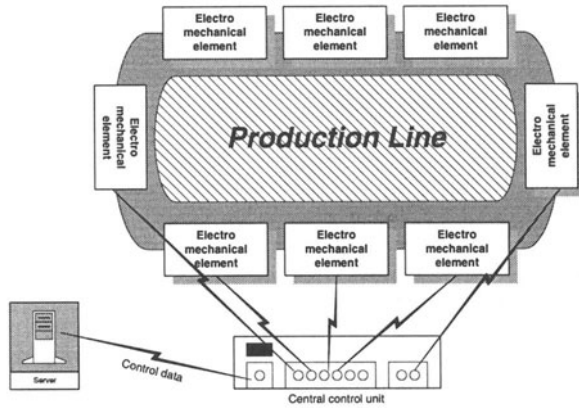 Electro
mechanical
element
Electro
mechanical
element
Electro
mechanical
element
Electro
mechanical
element
Production Line
Electro
mechanical
element
Electro
mechanical
element
Electro
mechanical
element
Electro
mechanical
element
Server
Control data
Central control unit